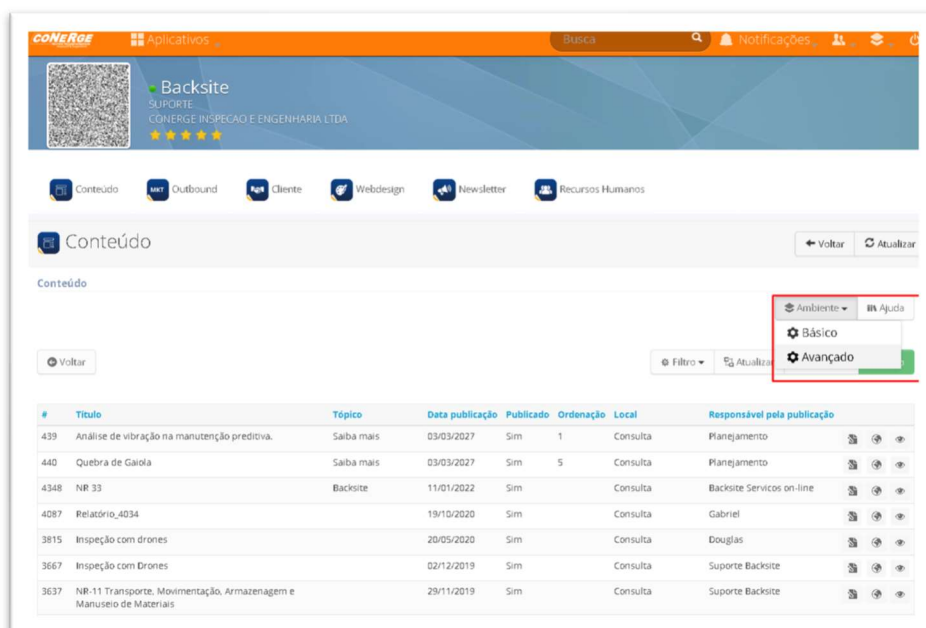 CONERGE
Aplicativos
Busca
Notificações
Backsite
SUPORTE
CONERGE INSPECAO E ENGENHARIA LTDA
Conteúdo
MKT
Outbound
Cliente
Webdesign
Newsletter
Recursos Humanos
Conteúdo
Voltar
Atualizar
Conteúdo
Ambiente
Ajuda
Básico
Avançado
Voltar
Filtro
# Título Tópico Data publicação Publicado Ordenação Local Responsável pela publicação
439 Análise de vibração na manutenção preditiva. Saiba mais 03/03/2027 Sim 1 Consulta Planejamento
440 Quebra de Gaiola Saiba mais 03/03/2027 Sim 5 Consulta Planejamento
4348 NR 33 Backsite 11/01/2022 Sim Consulta Backsite Servicos on-line
4087 Relatório_4034 19/10/2020 Sim Consulta Gabriel
3815 Inspeção com drones 20/05/2020 Sim Consulta Douglas
3667 Inspeção com Drones 02/12/2019 Sim Consulta Suporte Backsite
3637 NR-11 Transporte, Movimentação, Armazenagem e 29/11/2019 Sim Consulta Suporte Backsite
Manuseio de Materiais